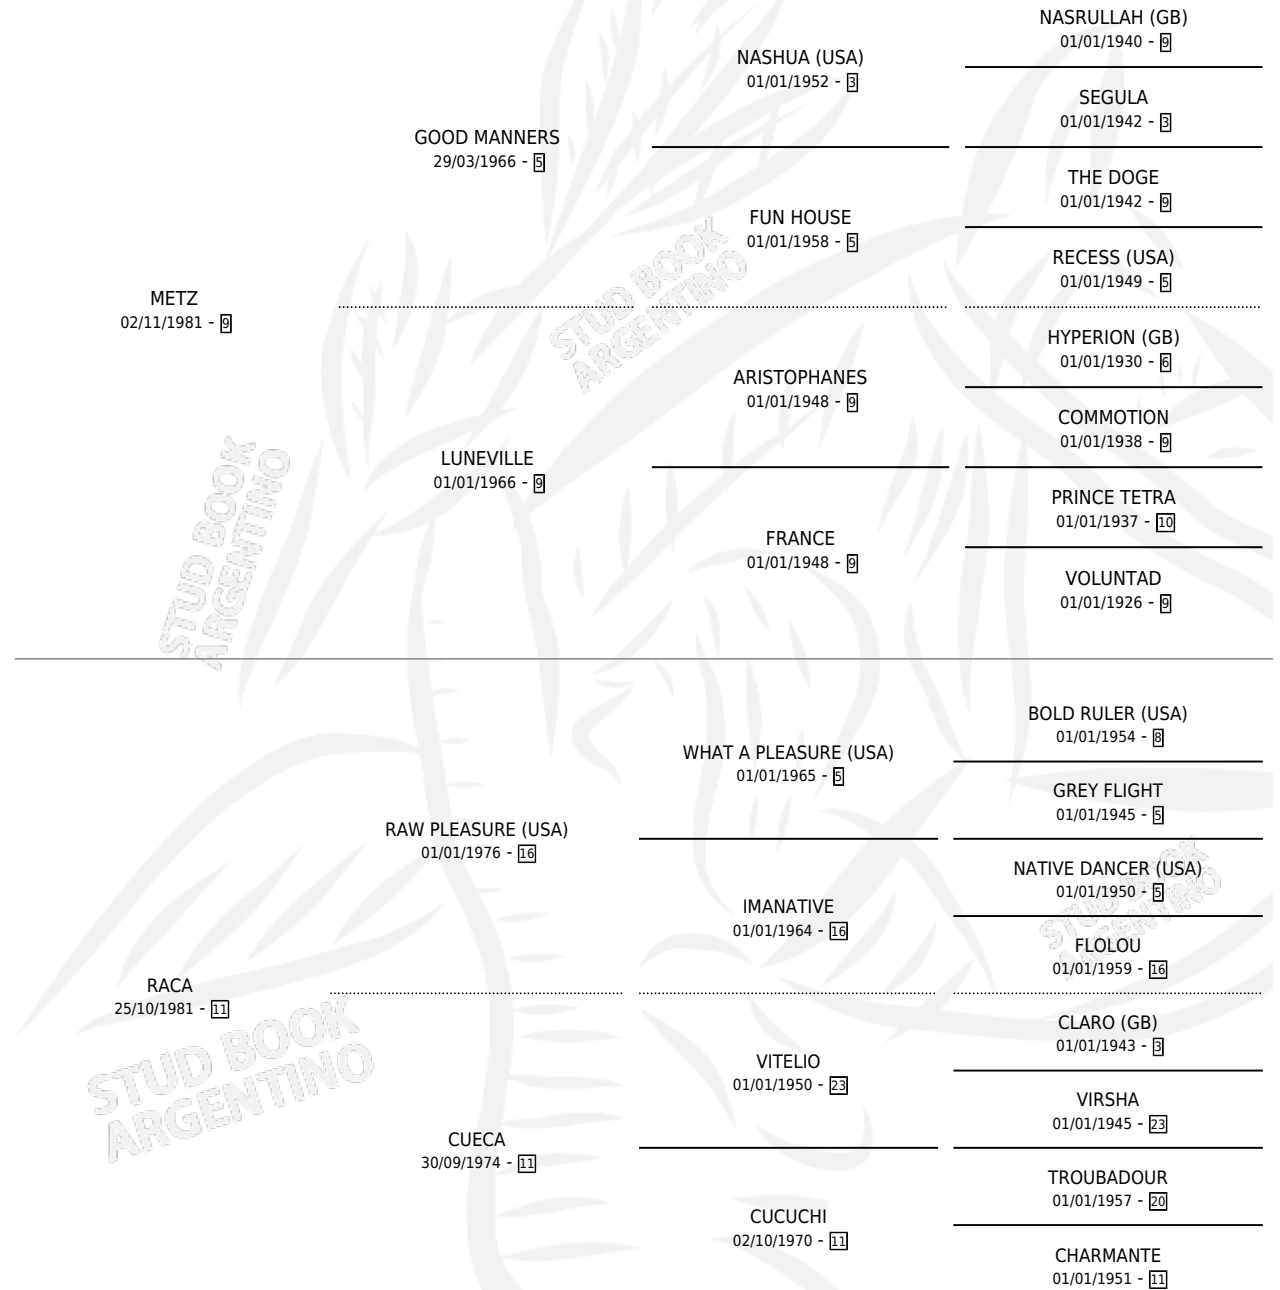 NASRULLAH (GB)
01/01/1940 - 9
NASHUA (USA)
01/01/1952 - 3
SEGULA
01/01/1942 - 3
GOOD MANNERS
29/03/1966 - 5
THE DOGE
01/01/1942 - 9
FUN HOUSE
01/01/1958 - 5
RECESS (USA)
01/01/1949 - 5
METZ
02/11/1981 - 9
HYPERION (GB)
01/01/1930 - 6
ARISTOPHANES
01/01/1948 - 9
COMMOTION
01/01/1938 - 9
LUNEVILLE
01/01/1966 - 9
PRINCE TETRA
01/01/1937 - 10
FRANCE
01/01/1948 - 9
VOLUNTAD
01/01/1926 - 9
BOLD RULER (USA)
01/01/1954 - 8
WHAT A PLEASURE (USA)
01/01/1965 - 5
GREY FLIGHT
01/01/1945 - 5
RAW PLEASURE (USA)
01/01/1976 - 16
NATIVE DANCER (USA)
01/01/1950 - 5
IMANATIVE
01/01/1964 - 16
FLOLOU
01/01/1959 - 16
RACA
25/10/1981 - 11
CLARO (GB)
01/01/1943 - 3
VITELIO
01/01/1950 - 23
VIRSHA
01/01/1945 - 23
CUECA
30/09/1974 - 11
TROUBADOUR
01/01/1957 - 20
CUCUCHI
02/10/1970 - 11
CHARMANTE
01/01/1951 - 11
STUD BOOK
ARGENTINO
STUD BOOK
ARGENTINO
STUD BOOK
ARGENTINO
STUD BOOK
ARGENTINO